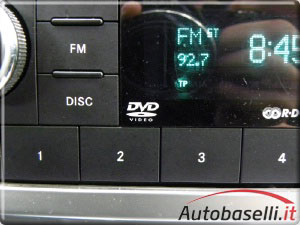 FM
FM ST
8:45
92.7
TP
DISC
DVD
VIDEO
R·D
1
2
3
4
Autobaselli.it